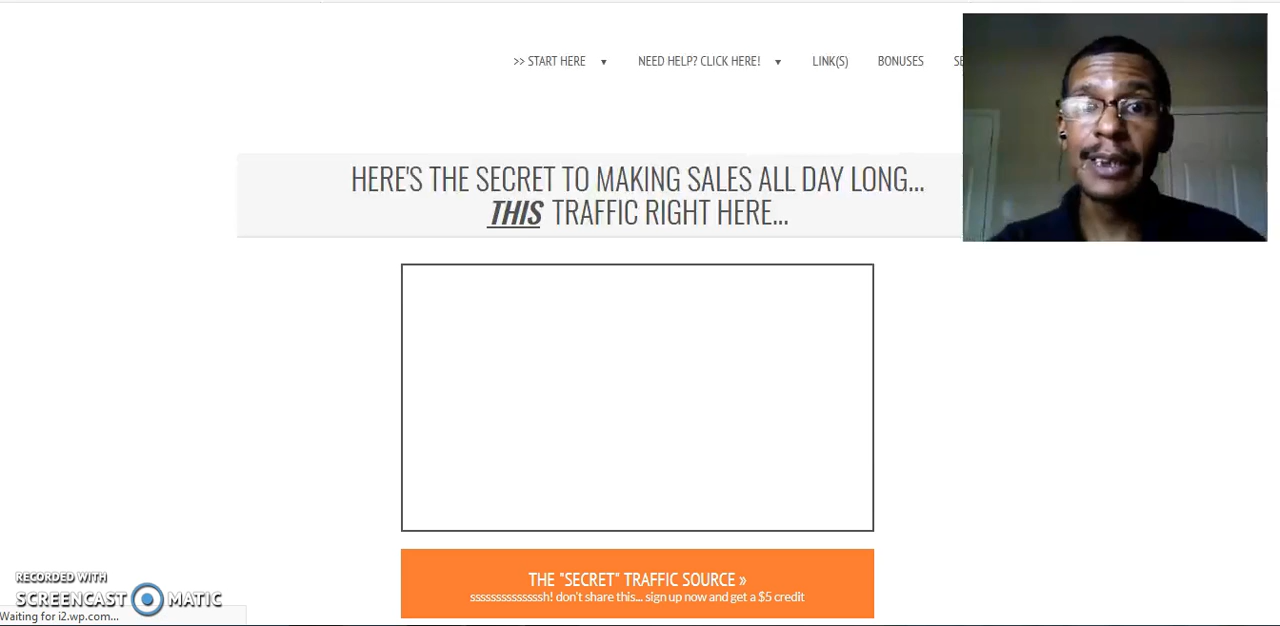 >> START HERE ▼ NEED HELP? CLICK HERE! ▼ LINK(S) BONUSES
HERE'S THE SECRET TO MAKING SALES ALL DAY LONG...
THIS TRAFFIC RIGHT HERE...
THE "SECRET" TRAFFIC SOURCE »
sssssssssssssh! don't share this... sign up now and get a $5 credit
RECORDED WITH
SCREENCAST MATIC
Waiting for i2.wp.com...